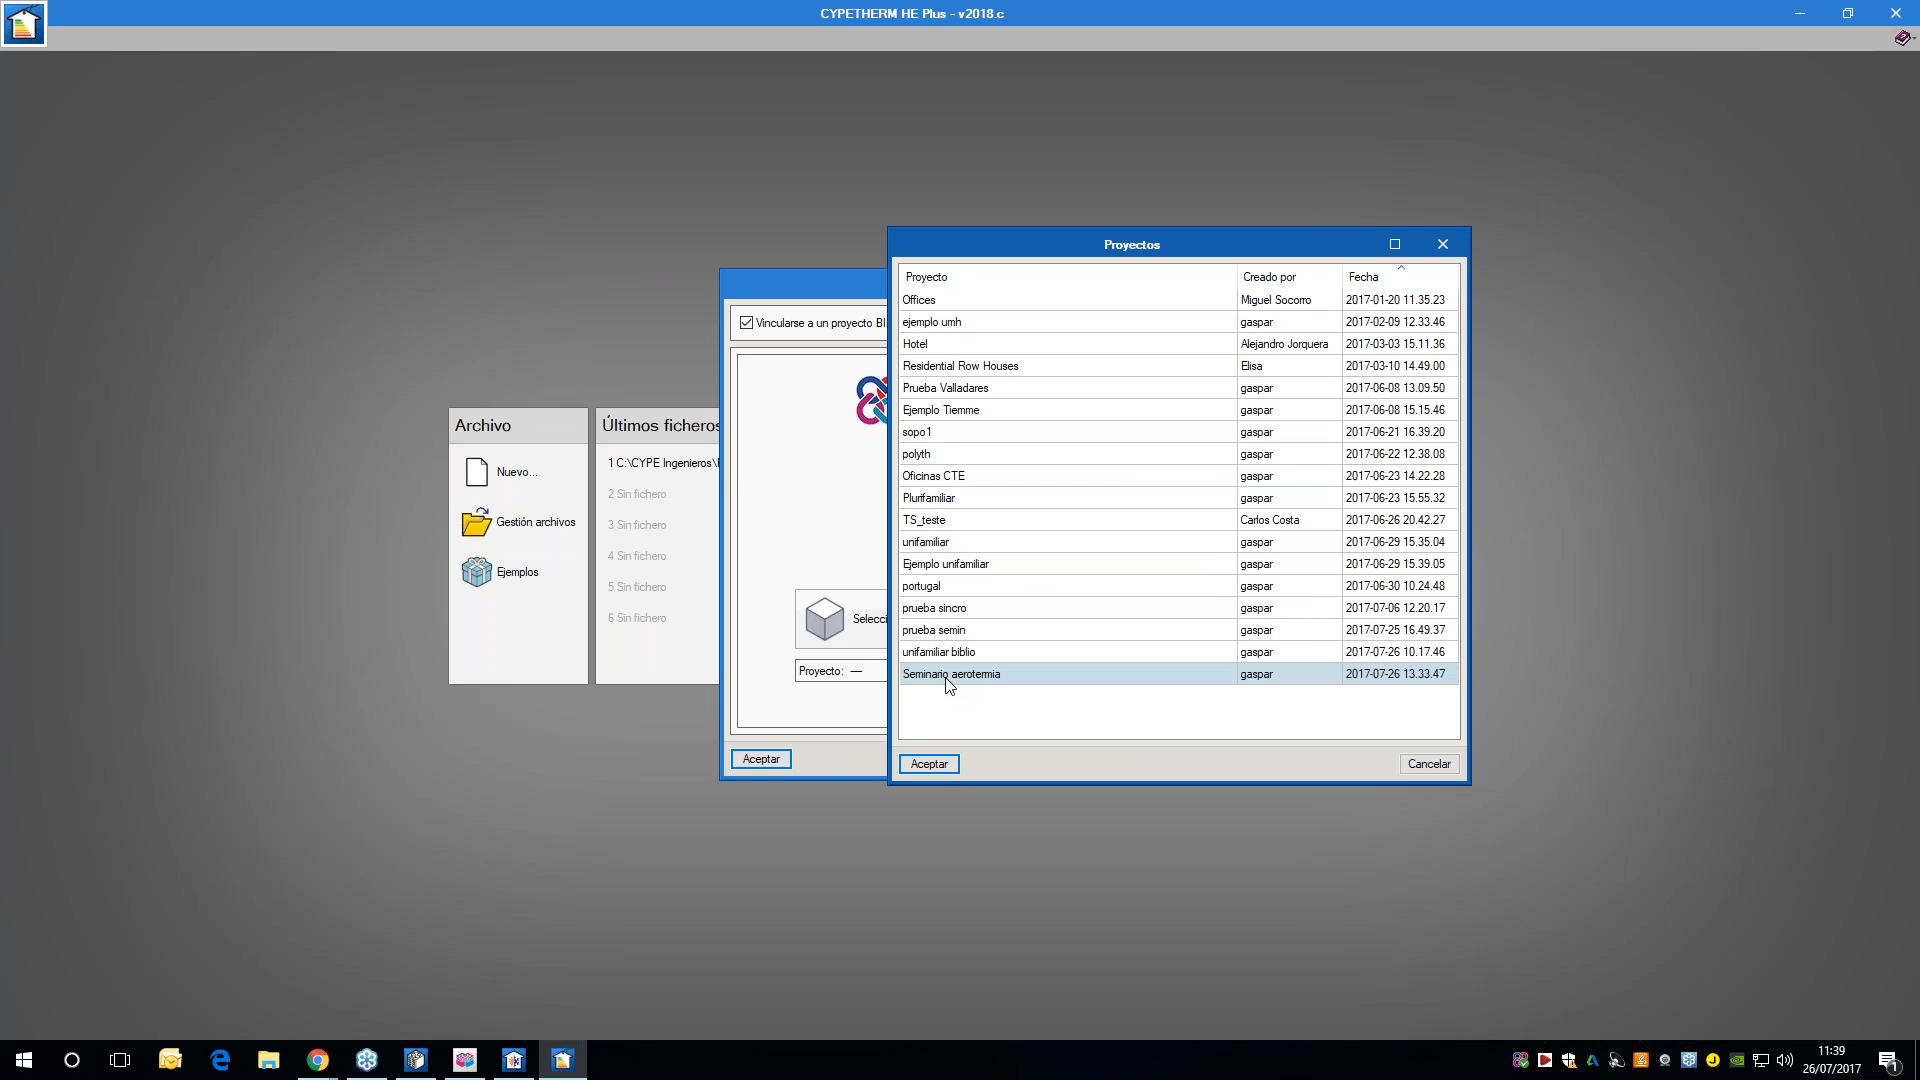 CYPETHERM HE Plus - v2018.c
Proyectos
Proyecto Creado por Fecha
Offices Miguel Socorro 2017-01-20 11.35.23
ejemplo umh gaspar 2017-02-09 12.33.46
Hotel Alejandro Jorquera 2017-03-03 15.11.36
Residential Row Houses Elisa 2017-03-10 14.49.00
Prueba Valladares gaspar 2017-06-08 13.09.50
Ejemplo Tiemme gaspar 2017-06-08 15.15.46
sopo1 gaspar 2017-06-21 16.39.20
polyth gaspar 2017-06-22 12.38.08
Oficinas CTE gaspar 2017-06-23 14.22.28
Plurifamiliar gaspar 2017-06-23 15.55.32
TS_teste Carlos Costa 2017-06-26 20.42.27
unifamiliar gaspar 2017-06-29 15.35.04
Ejemplo unifamiliar gaspar 2017-06-29 15.39.05
portugal gaspar 2017-06-30 10.24.48
prueba sincro gaspar 2017-07-06 12.20.17
prueba semin gaspar 2017-07-25 16.49.37
unifamiliar biblio gaspar 2017-07-26 10.17.46
Seminario aerotermia gaspar 2017-07-26 13.33.47
Aceptar
Cancelar
Vincularse a un proyecto BI
Selecci
Proyecto: —
Aceptar
Archivo
Nuevo...
Gestión archivos
Ejemplos
Últimos ficheros
1 C:\CYPE Ingenieros\
2 Sin fichero
3 Sin fichero
4 Sin fichero
5 Sin fichero
6 Sin fichero
11:39
26/07/2017
1